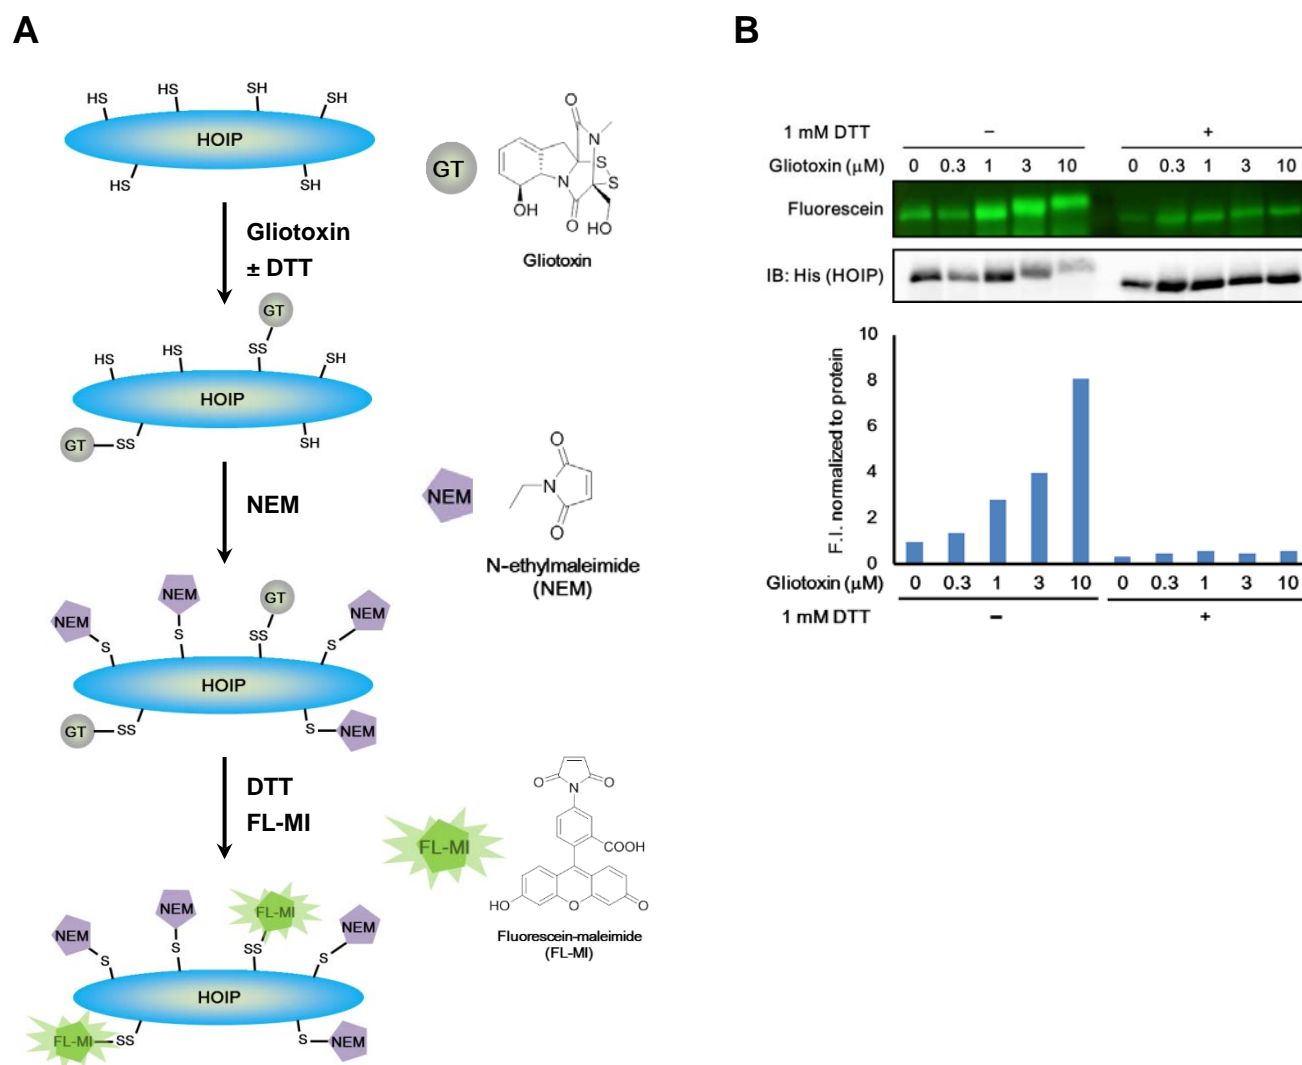 A
HS
HS
SH
SH
HOIP
HS
SH
GT
O
N
S
S
N
OH
O
HO
Gliotoxin
Gliotoxin
± DTT
GT
SS
HS
HS
SH
HOIP
GT
SS
SH
NEM
NEM
O
N
O
N-ethylmaleimide
(NEM)
NEM
NEM
GT
NEM
S
S
SS
S
HOIP
GT
SS
S
NEM
DTT
FL-MI
FL-MI
O
N
O
COOH
HO
O
O
Fluorescein-maleimide
(FL-MI)
NEM
NEM
FL-MI
NEM
S
S
SS
S
HOIP
FL-MI
SS
S
NEM
B
1 mM DTT – +
Gliotoxin (μM) 0 0.3 1 3 10 0 0.3 1 3 10
Fluorescein
IB: His (HOIP)
F.I. normalized to protein
10
8
6
4
2
0
Gliotoxin (μM) 0 0.3 1 3 10 0 0.3 1 3 10
1 mM DTT – +